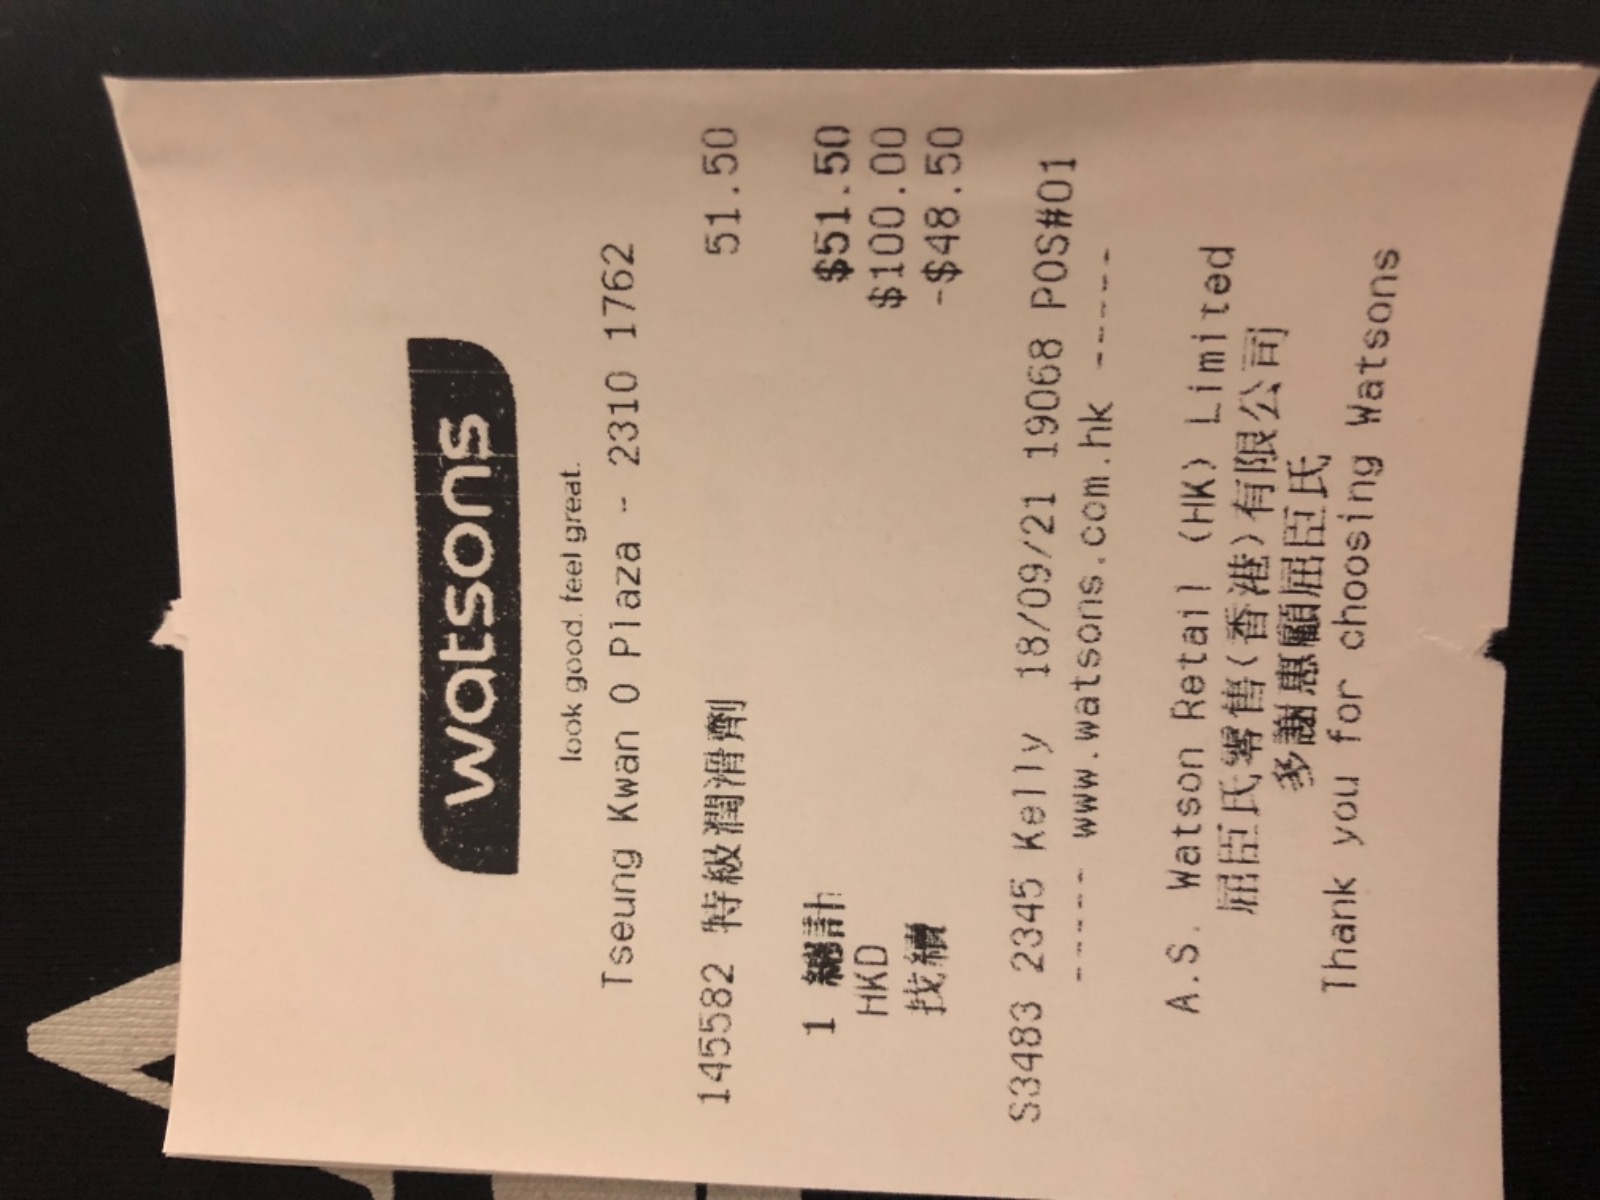 watsons
look good. feel great.
Tseung Kwan O Plaza - 2310 1762
145582 特級潤滑劑 51.50
1 總計 $51.50
HKD $100.00
找續 -$48.50
S3483 2345 Kelly 18/09/21 19068 POS#01
----- www.watsons.com.hk -----
A.S. Watson Retail (HK) Limited
屈臣氏零售(香港)有限公司
多謝惠顧屈臣氏
Thank you for choosing Watsons